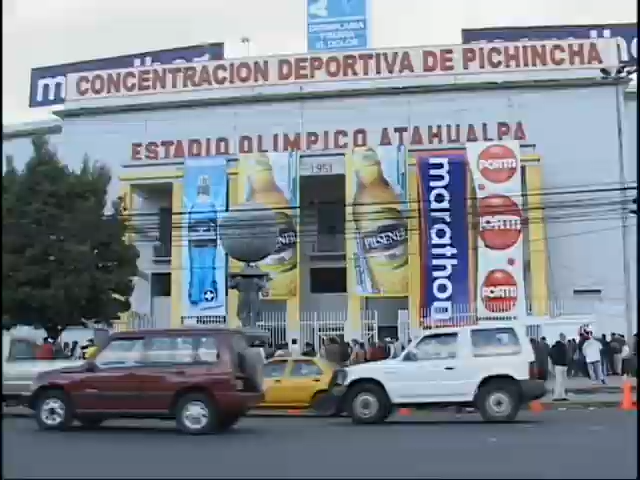 CONCENTRACION DEPORTIVA DE PICHINCHA
ESTADIO OLIMPICO ATAHUALPA
1951
PILSENER
marathon
PORTA
PORTA
PORTA